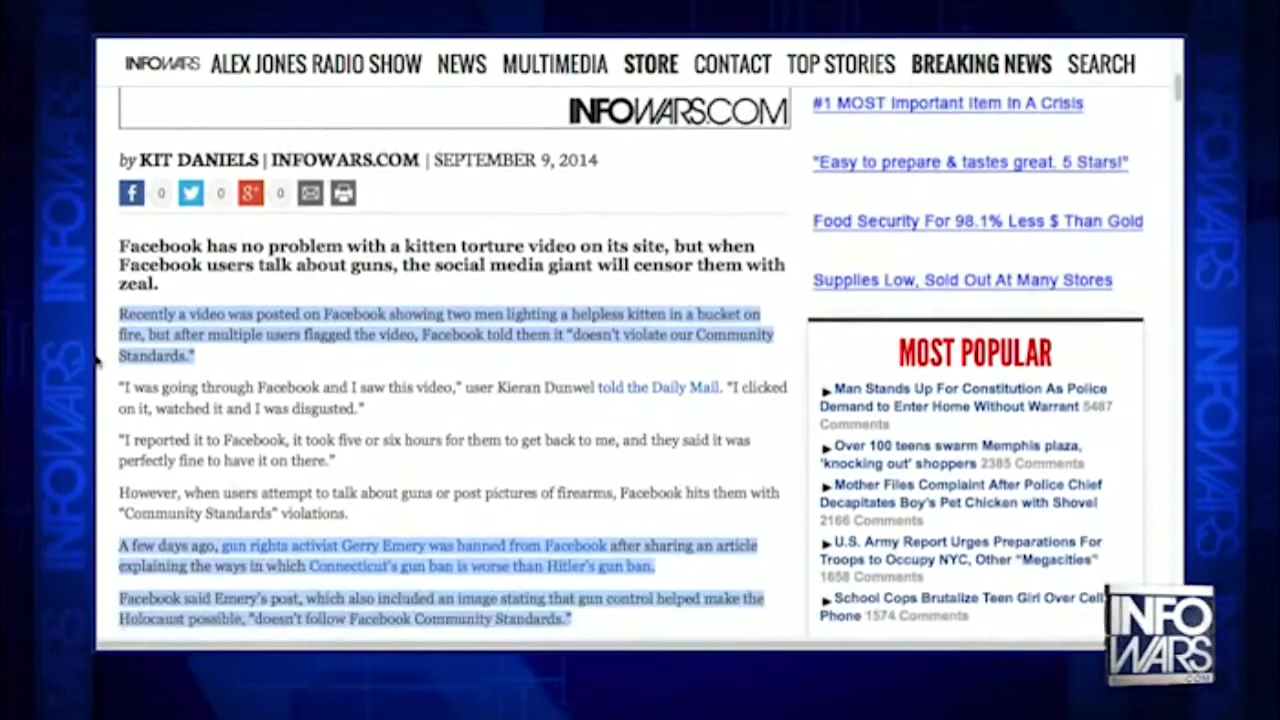 INFOWARS ALEX JONES RADIO SHOW NEWS MULTIMEDIA STORE CONTACT TOP STORIES BREAKING NEWS SEARCH
INFOWARS.COM
by KIT DANIELS | INFOWARS.COM | SEPTEMBER 9, 2014
f 0 0 g+ 0
Facebook has no problem with a kitten torture video on its site, but when
Facebook users talk about guns, the social media giant will censor them with
zeal.
Recently a video was posted on Facebook showing two men lighting a helpless kitten in a bucket on
fire, but after multiple users flagged the video, Facebook told them it "doesn't violate our Community
Standards."
"I was going through Facebook and I saw this video," user Kieran Dunwel told the Daily Mail. "I clicked
on it, watched it and I was disgusted."
"I reported it to Facebook, it took five or six hours for them to get back to me, and they said it was
perfectly fine to have it on there."
However, when users attempt to talk about guns or post pictures of firearms, Facebook hits them with
"Community Standards" violations.
A few days ago, gun rights activist Gerry Emery was banned from Facebook after sharing an article
explaining the ways in which Connecticut's gun ban is worse than Hitler's gun ban.
Facebook said Emery's post, which also included an image stating that gun control helped make the
Holocaust possible, "doesn't follow Facebook Community Standards."
#1 MOST Important Item In A Crisis
"Easy to prepare & tastes great. 5 Stars!"
Food Security For 98.1% Less $ Than Gold
Supplies Low, Sold Out At Many Stores
MOST POPULAR
Man Stands Up For Constitution As Police
Demand to Enter Home Without Warrant 5487
Comments
Over 100 teens swarm Memphis plaza,
'knocking out' shoppers 2385 Comments
Mother Files Complaint After Police Chief
Decapitates Boy's Pet Chicken with Shovel
2166 Comments
U.S. Army Report Urges Preparations For
Troops to Occupy NYC, Other "Megacities"
1658 Comments
School Cops Brutalize Teen Girl Over Cell
Phone 1574 Comments
INFO
WARS
.COM
INFOWARS
INFOWARS
INFOWARS
INFOWARS